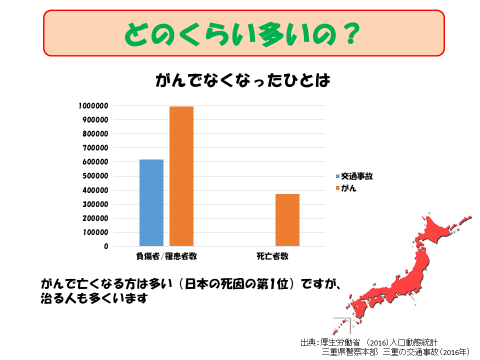 どのくらい多いの？
がんでなくなったひとは
1000000
900000
800000
700000
600000
500000
400000
300000
200000
100000
0
負傷者/罹患者数
死亡者数
交通事故
がん
がんで亡くなる方は多い（日本の死因の第1位）ですが、
治る人も多くいます
出典：厚生労働省　（2016）人口動態統計
三重県警察本部　三重の交通事故（2016年）